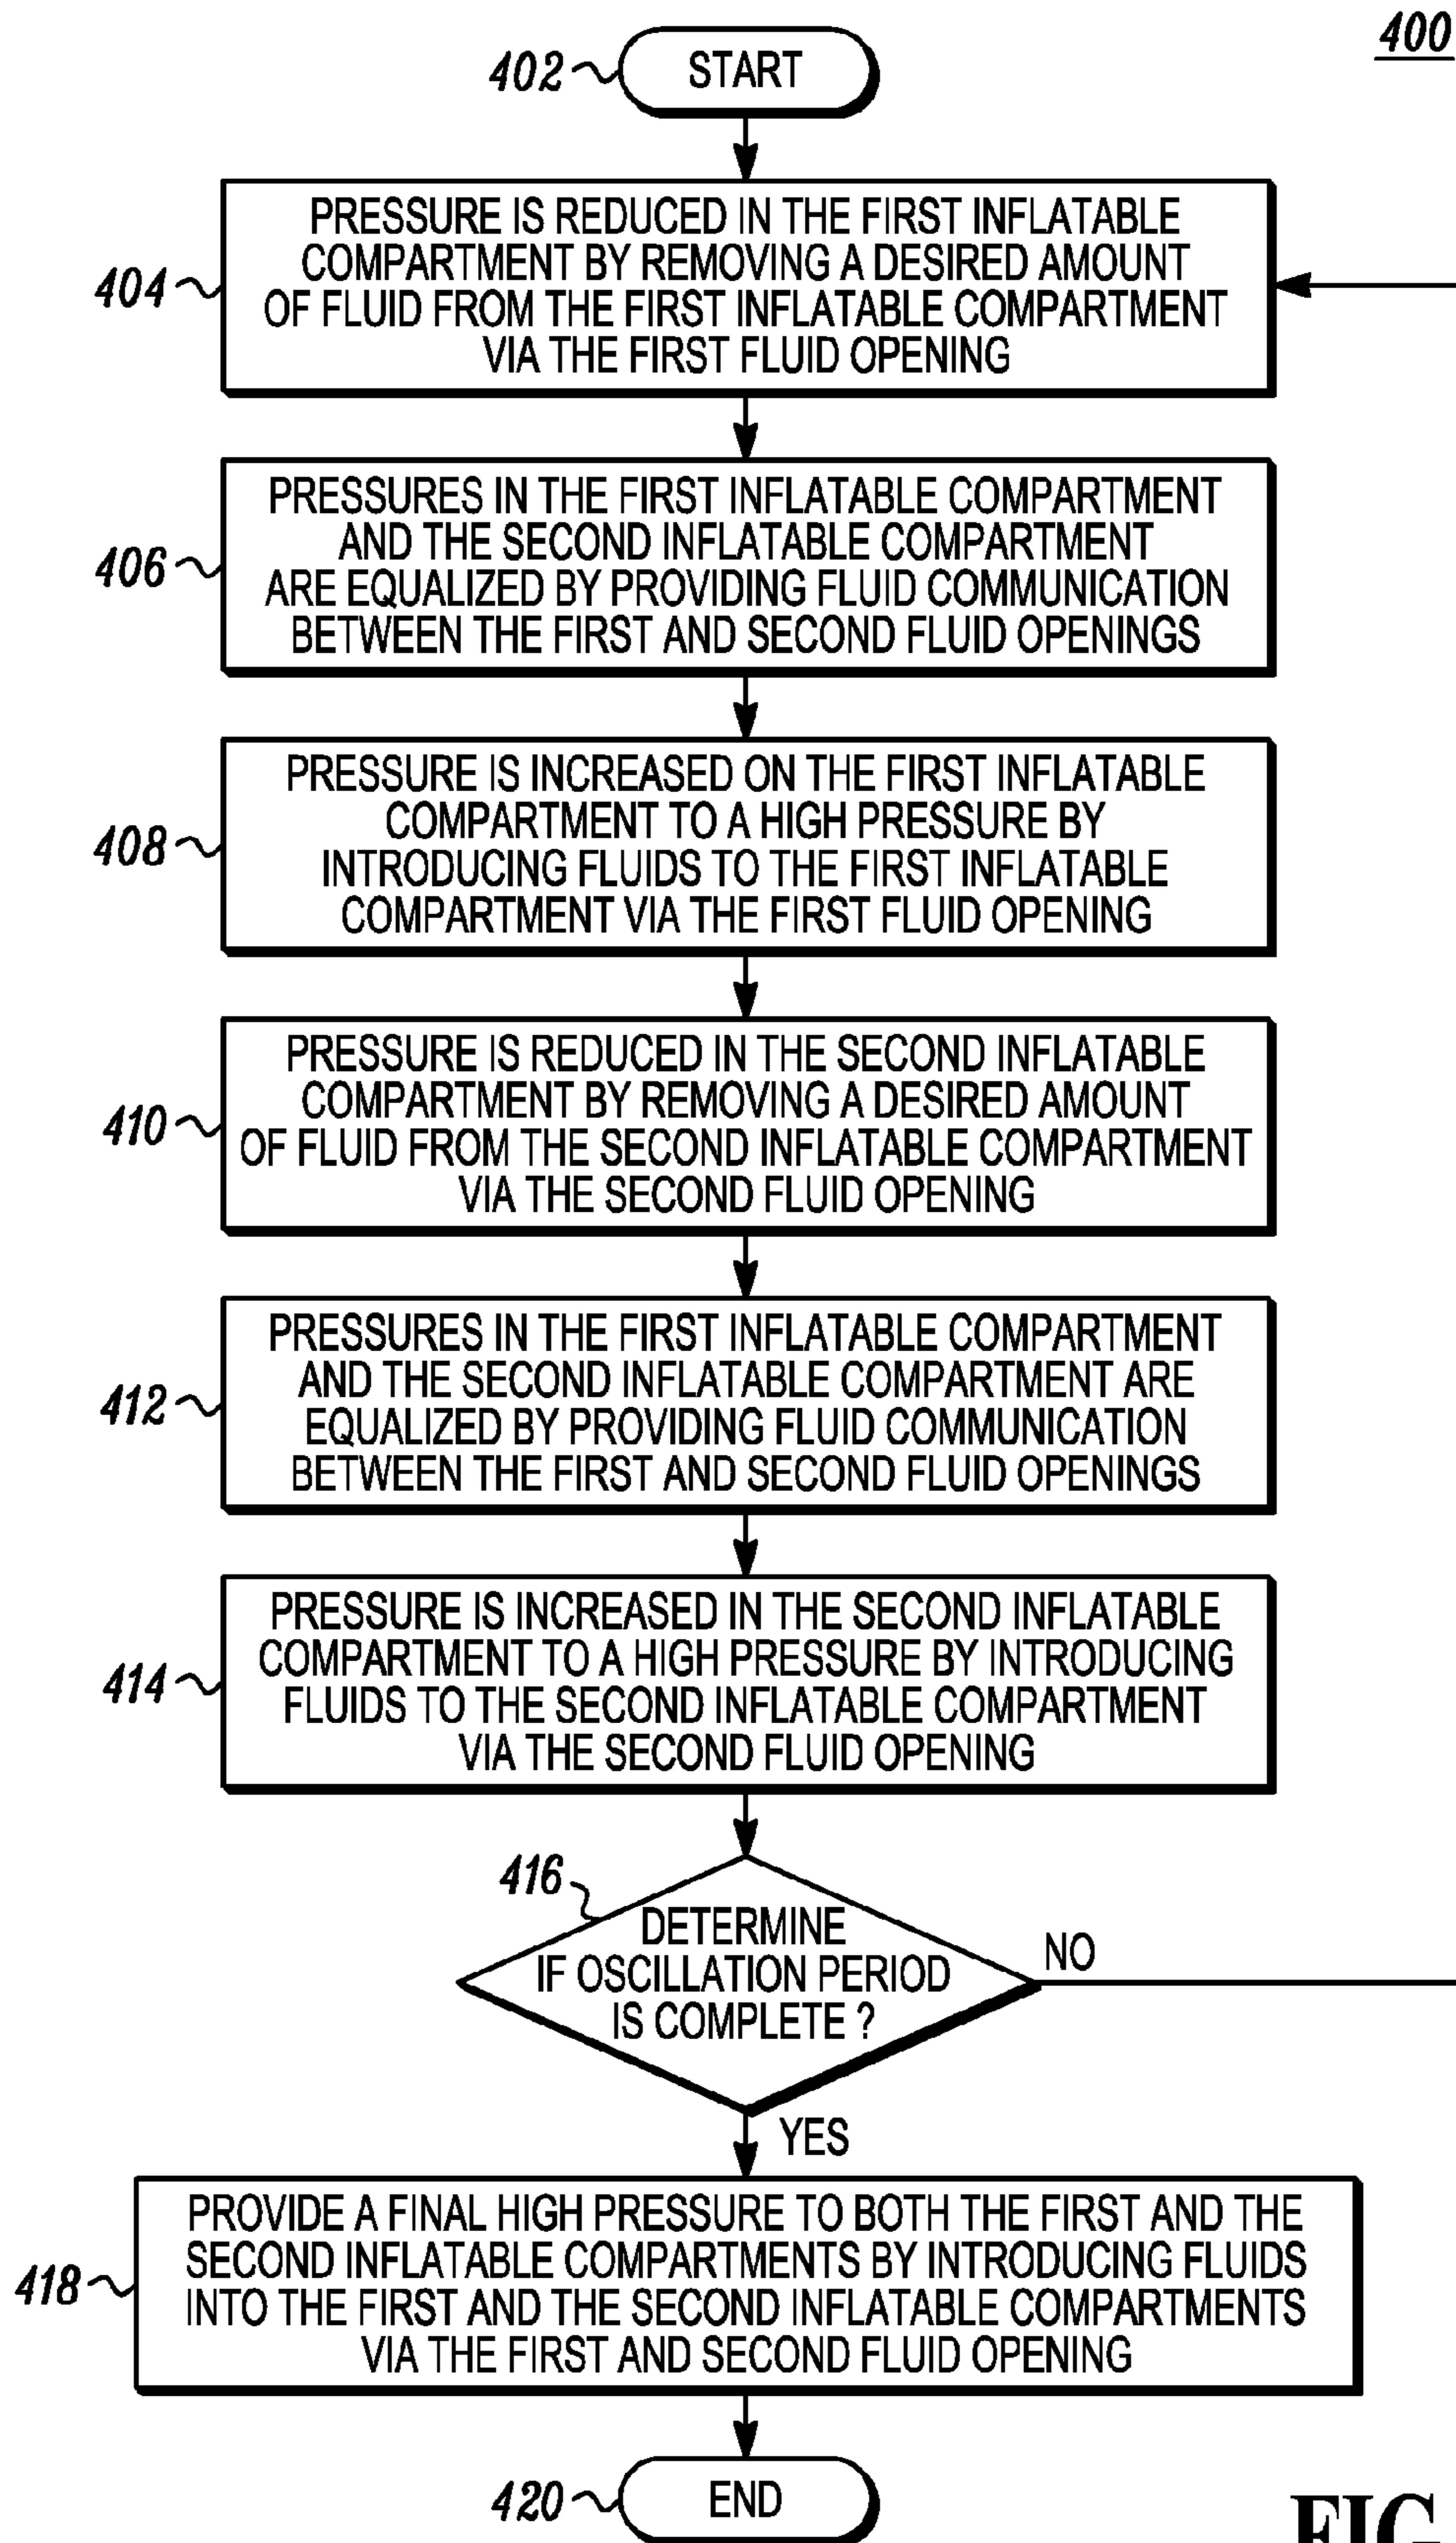 400
402
START
PRESSURE IS REDUCED IN THE FIRST INFLATABLE
COMPARTMENT BY REMOVING A DESIRED AMOUNT
OF FLUID FROM THE FIRST INFLATABLE COMPARTMENT
VIA THE FIRST FLUID OPENING
404
PRESSURES IN THE FIRST INFLATABLE COMPARTMENT
AND THE SECOND INFLATABLE COMPARTMENT
ARE EQUALIZED BY PROVIDING FLUID COMMUNICATION
BETWEEN THE FIRST AND SECOND FLUID OPENINGS
406
PRESSURE IS INCREASED ON THE FIRST INFLATABLE
COMPARTMENT TO A HIGH PRESSURE BY
INTRODUCING FLUIDS TO THE FIRST INFLATABLE
COMPARTMENT VIA THE FIRST FLUID OPENING
408
PRESSURE IS REDUCED IN THE SECOND INFLATABLE
COMPARTMENT BY REMOVING A DESIRED AMOUNT
OF FLUID FROM THE SECOND INFLATABLE COMPARTMENT
VIA THE SECOND FLUID OPENING
410
PRESSURES IN THE FIRST INFLATABLE COMPARTMENT
AND THE SECOND INFLATABLE COMPARTMENT ARE
EQUALIZED BY PROVIDING FLUID COMMUNICATION
BETWEEN THE FIRST AND SECOND FLUID OPENINGS
412
PRESSURE IS INCREASED IN THE SECOND INFLATABLE
COMPARTMENT TO A HIGH PRESSURE BY INTRODUCING
FLUIDS TO THE SECOND INFLATABLE COMPARTMENT
VIA THE SECOND FLUID OPENING
414
416
DETERMINE
IF OSCILLATION PERIOD
IS COMPLETE ?
NO
YES
PROVIDE A FINAL HIGH PRESSURE TO BOTH THE FIRST AND THE
SECOND INFLATABLE COMPARTMENTS BY INTRODUCING FLUIDS
INTO THE FIRST AND THE SECOND INFLATABLE COMPARTMENTS
VIA THE FIRST AND SECOND FLUID OPENING
418
420
END
FIG